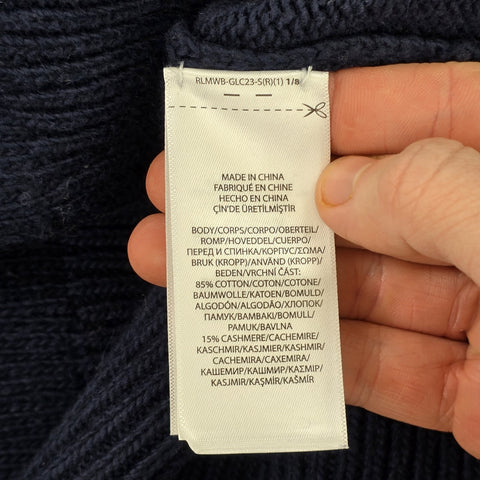 RLMWB-GLC23-S(R)(1) 1/8
MADE IN CHINA
FABRIQUÉ EN CHINE
HECHO EN CHINA
ÇİN'DE ÜRETİLMİŞTİR
BODY/CORPS/CORPO/OBERTEIL/
ROMP/HOVEDDEL/CUERPO/
ПЕРЕД И СПИНКА/КОРПУС/ΣΩΜΑ/
BRUK (KROPP)/ANVÄND (KROPP)/
BEDEN/VRCHNÍ ČÁST:
85% COTTON/COTON/COTONE/
BAUMWOLLE/KATOEN/BOMULD/
ALGODÓN/ALGODÃO/ХЛОПОК/
ПАМУК/ΒΑΜΒΑΚΙ/BOMULL/
PAMUK/BAVLNA
15% CASHMERE/CACHEMIRE/
KASCHMIR/KASJMIER/KASHMIR/
CACHEMIRA/CAXEMIRA/
КАШЕМИР/КАШМИР/ΚΑΣΜΙΡ/
KASJMIR/KAŞMİR/KAŠMÍR